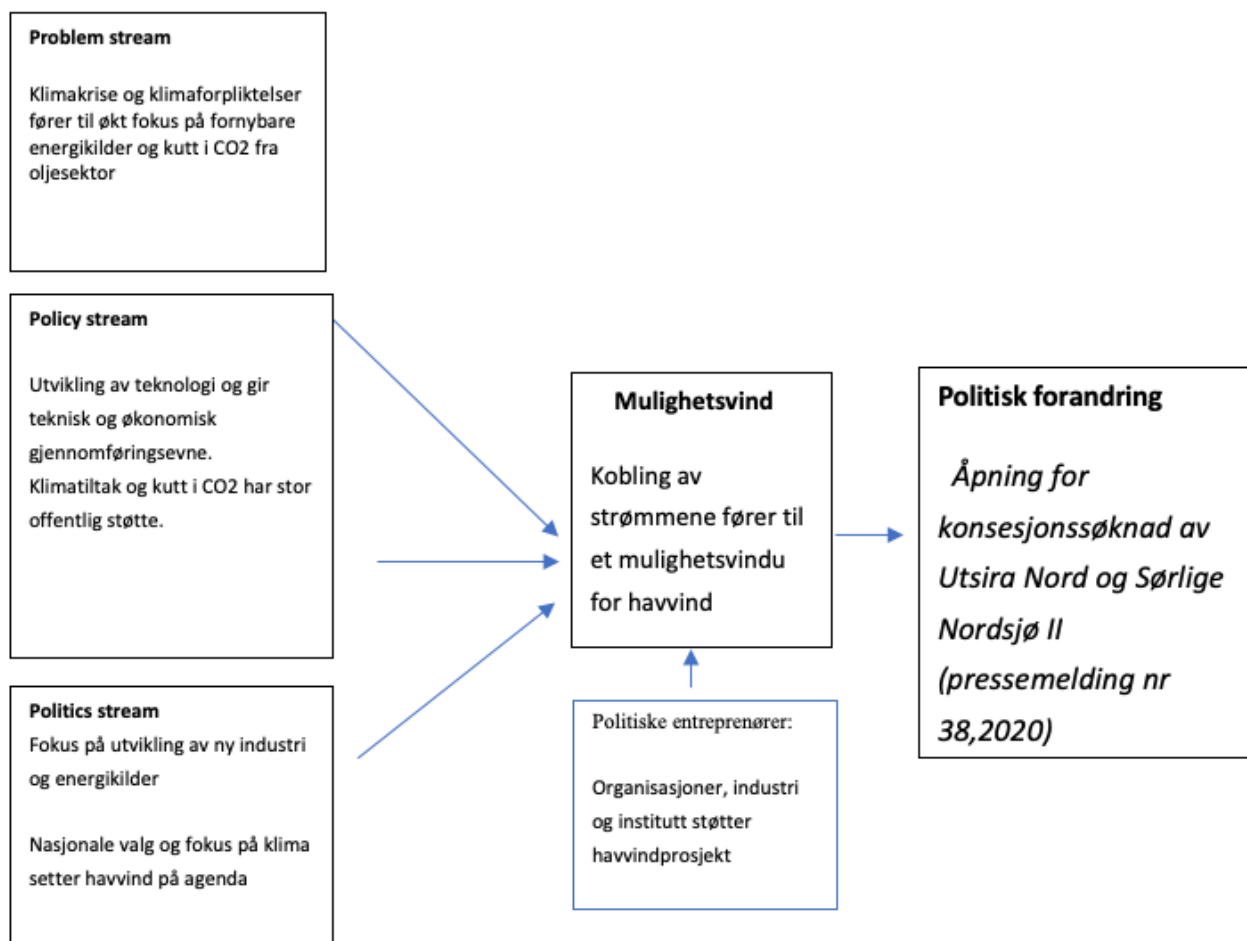 Problem stream
Klimakrise og klimaforpliktelser
fører til økt fokus på fornybare
energikilder og kutt i CO2 fra
oljesektor
Policy stream
Utvikling av teknologi og gir
teknisk og økonomisk
gjennomføringsevne.
Klimatiltak og kutt i CO2 har stor
offentlig støtte.
Politics stream
Fokus på utvikling av ny industri
og energikilder
Nasjonale valg og fokus på klima
setter havvind på agenda
Mulighetsvind
Kobling av
strømmene fører til
et mulighetsvindu
for havvind
Politiske entreprenører:
Organisasjoner, industri
og institutt støtter
havvindprosjekt
Politisk forandring
Åpning for
konsesjonssøknad av
Utsira Nord og Sørlige
Nordsjø II
(pressemelding nr
38,2020)